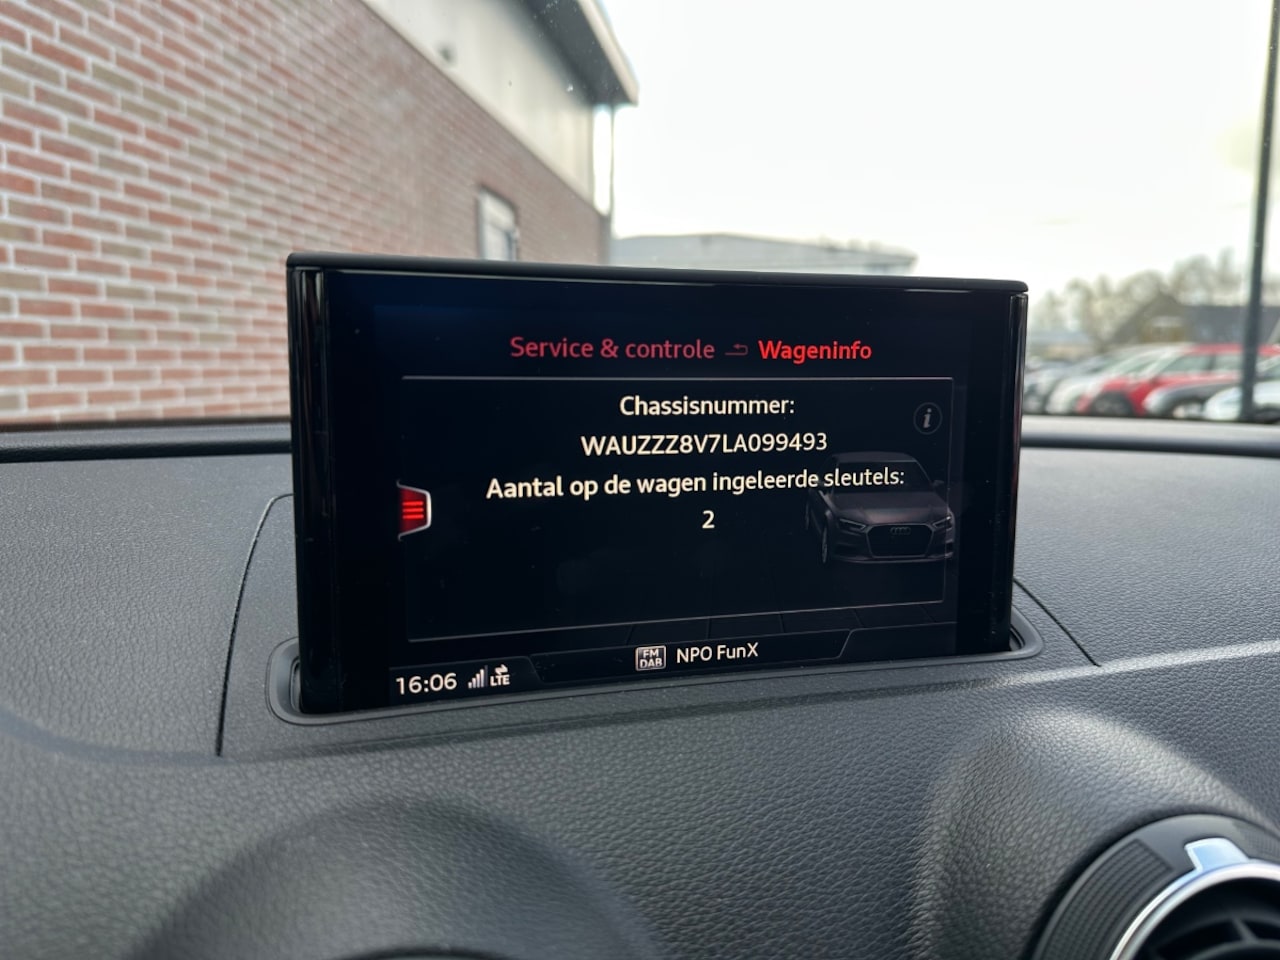 Service & controle Wageninfo
Chassisnummer:
WAUZZZ8V7LA099493
Aantal op de wagen ingeleerde sleutels:
2
FM
DAB
NPO FunX
16:06 LTE